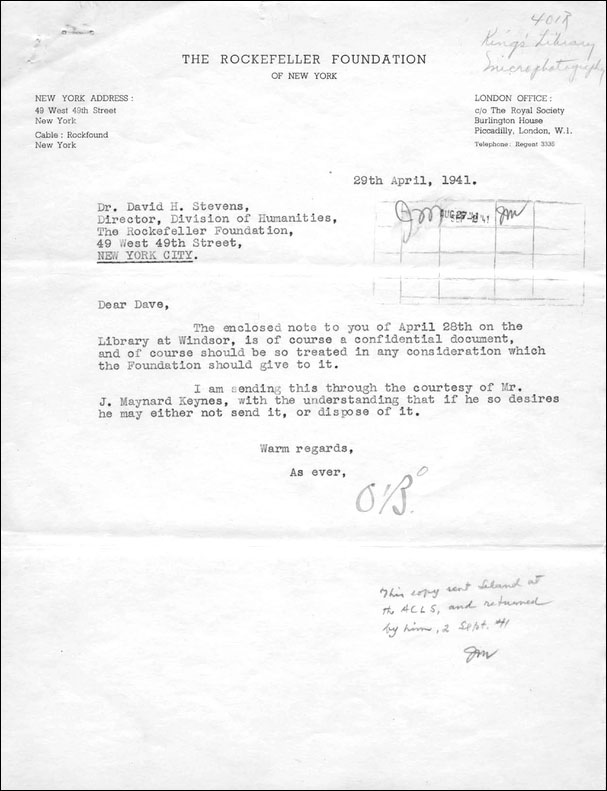 401R
King's Library
microphotography
THE ROCKEFELLER FOUNDATION
OF NEW YORK
NEW YORK ADDRESS :
49 West 49th Street
New York
Cable : Rockfound
New York
LONDON OFFICE :
c/o The Royal Society
Burlington House
Piccadilly, London, W.1.
Telephone: Regent 3336
29th April, 1941.
Dr. David H. Stevens,
Director, Division of Humanities,
The Rockefeller Foundation,
49 West 49th Street,
NEW YORK CITY.
JM
JM
Dear Dave,
The enclosed note to you of April 28th on the
Library at Windsor, is of course a confidential document,
and of course should be so treated in any consideration which
the Foundation should give to it.
I am sending this through the courtesy of Mr.
J. Maynard Keynes, with the understanding that if he so desires
he may either not send it, or dispose of it.
Warm regards,
As ever,
O'B.
This copy sent Leland at
the ACLS, and returned
by him, 2 Sept. 41
JM